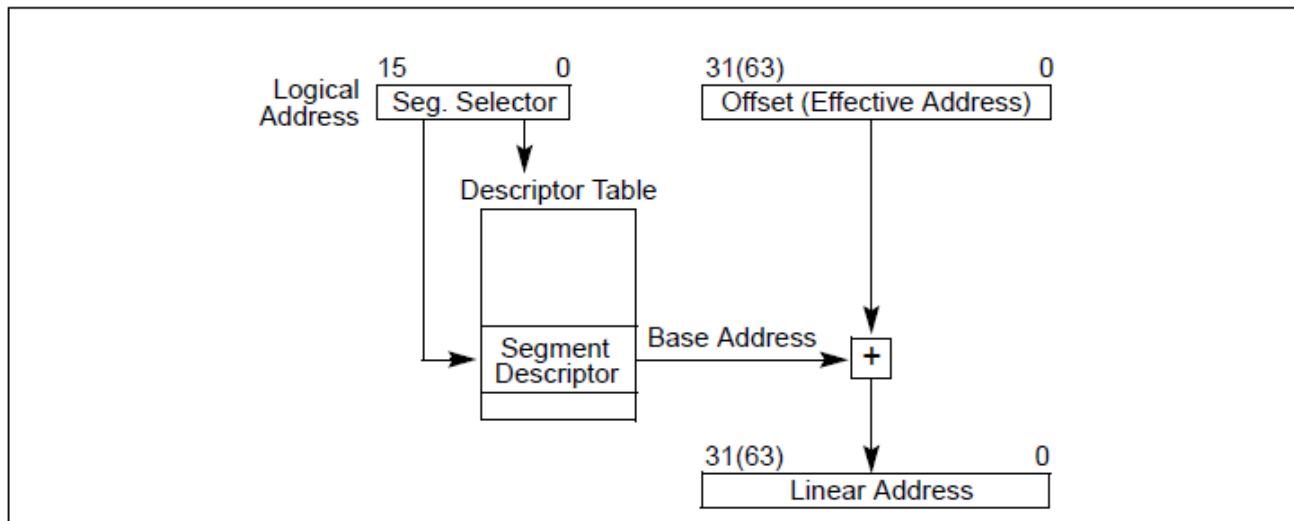 15 0
31(63) 0
Logical
Address
Seg. Selector
Offset (Effective Address)
Descriptor Table
Segment
Descriptor
Base Address
+
31(63) 0
Linear Address